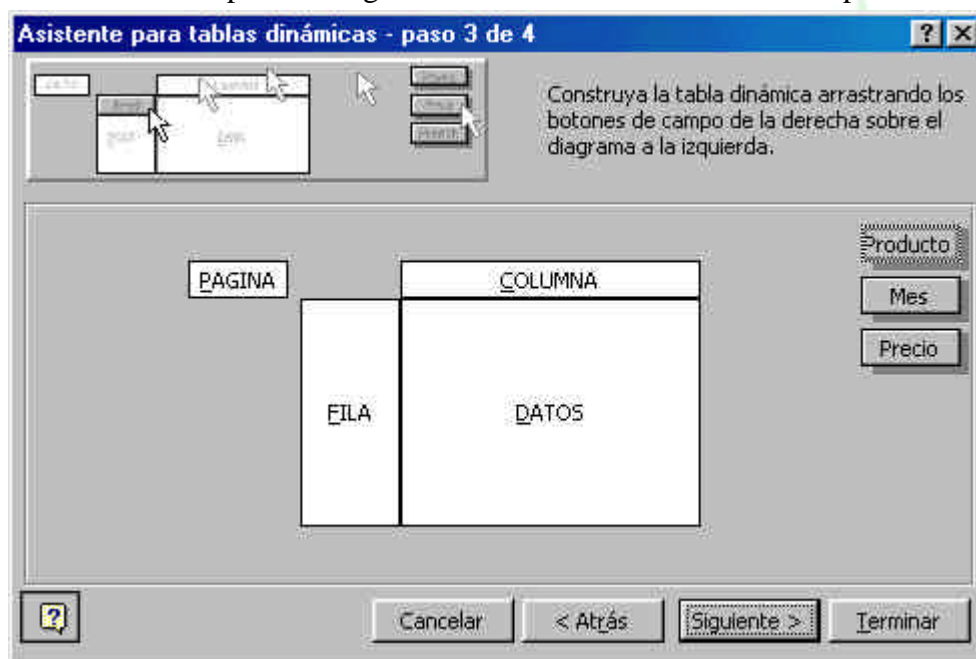 Asistente para tablas dinámicas - paso 3 de 4
Construya la tabla dinámica arrastrando los
botones de campo de la derecha sobre el
diagrama a la izquierda.
Producto
PAGINA
COLUMNA
Mes
Precio
FILA
DATOS
Cancelar
< Atrás
Siguiente >
Terminar